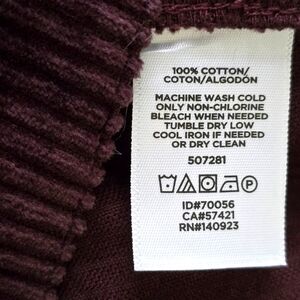 100% COTTON/
COTON/ALGODÓN
MACHINE WASH COLD
ONLY NON-CHLORINE
BLEACH WHEN NEEDED
TUMBLE DRY LOW
COOL IRON IF NEEDED
OR DRY CLEAN
507281
P
ID#70056
CA#57421
RN#140923